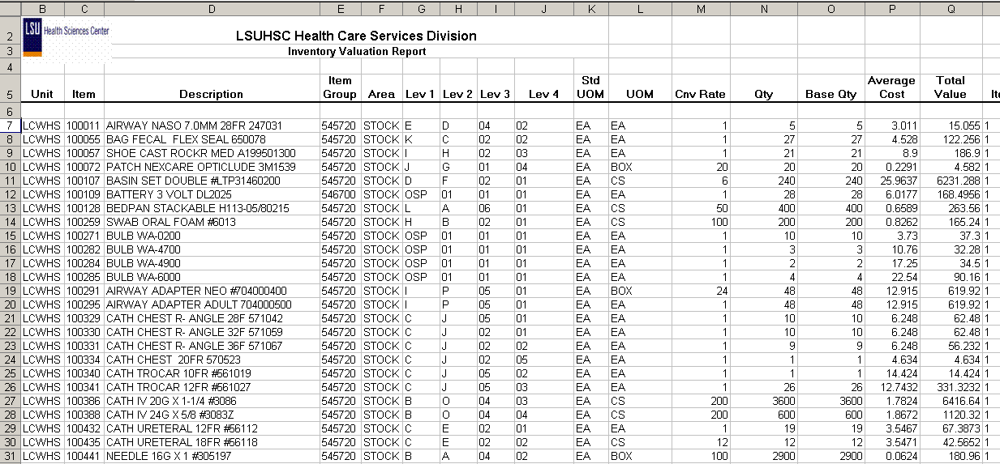 B C D E F G H I J K L M N O P Q
LSU Health Sciences Center
2 LSUHSC Health Care Services Division
3 Inventory Valuation Report
4
Item Std Average Total
5 Unit Item Description Group Area Lev 1 Lev 2 Lev 3 Lev 4 UOM UOM Cnv Rate Qty Base Qty Cost Value Ite
6
7 LCWHS 100011 AIRWAY NASO 7.0MM 28FR 247031 545720 STOCK E D 04 02 EA EA 1 5 5 3.011 15.055 1
8 LCWHS 100055 BAG FECAL FLEX SEAL 650078 545720 STOCK K C 02 02 EA EA 1 27 27 4.528 122.256 1
9 LCWHS 100057 SHOE CAST ROCKR MED A199501300 545720 STOCK I H 02 03 EA EA 1 21 21 8.9 186.9 1
10 LCWHS 100072 PATCH NEXCARE OPTICLUDE 3M1539 545720 STOCK J G 01 04 EA BOX 20 20 20 0.2291 4.582 1
11 LCWHS 100107 BASIN SET DOUBLE #LTP31460200 545720 STOCK D F 02 01 EA CS 6 240 240 25.9637 6231.288 1
12 LCWHS 100109 BATTERY 3 VOLT DL2025 546700 STOCK OSP 01 01 01 EA EA 1 28 28 6.0177 168.4956 1
13 LCWHS 100128 BEDPAN STACKABLE H113-05/80215 545720 STOCK L A 06 01 EA CS 50 400 400 0.6589 263.56 1
14 LCWHS 100259 SWAB ORAL FOAM #6013 545720 STOCK H B 02 01 EA CS 100 200 200 0.8262 165.24 1
15 LCWHS 100271 BULB WA-0200 545720 STOCK OSP 01 01 01 EA EA 1 10 10 3.73 37.3 1
16 LCWHS 100282 BULB WA-4700 545720 STOCK OSP 01 01 01 EA EA 1 3 3 10.76 32.28 1
17 LCWHS 100284 BULB WA-4900 545720 STOCK OSP 01 01 01 EA EA 1 2 2 17.25 34.5 1
18 LCWHS 100285 BULB WA-6000 545720 STOCK OSP 01 01 01 EA EA 1 4 4 22.54 90.16 1
19 LCWHS 100291 AIRWAY ADAPTER NEO #704000400 545720 STOCK I P 05 01 EA BOX 24 48 48 12.915 619.92 1
20 LCWHS 100295 AIRWAY ADAPTER ADULT 704000500 545720 STOCK I P 05 01 EA EA 1 48 48 12.915 619.92 1
21 LCWHS 100329 CATH CHEST R- ANGLE 28F 571042 545720 STOCK C J 05 01 EA EA 1 10 10 6.248 62.48 1
22 LCWHS 100330 CATH CHEST R- ANGLE 32F 571059 545720 STOCK C J 02 01 EA EA 1 10 10 6.248 62.48 1
23 LCWHS 100331 CATH CHEST R- ANGLE 36F 571067 545720 STOCK C J 02 02 EA EA 1 9 9 6.248 56.232 1
24 LCWHS 100334 CATH CHEST 20FR 570523 545720 STOCK C J 02 05 EA EA 1 1 1 4.634 4.634 1
25 LCWHS 100340 CATH TROCAR 10FR #561019 545720 STOCK C J 05 02 EA EA 1 1 1 14.424 14.424 1
26 LCWHS 100341 CATH TROCAR 12FR #561027 545720 STOCK C J 05 03 EA EA 1 26 26 12.7432 331.3232 1
27 LCWHS 100386 CATH IV 20G X 1-1/4 #3086 545720 STOCK B O 04 03 EA CS 200 3600 3600 1.7824 6416.64 1
28 LCWHS 100388 CATH IV 24G X 5/8 #3083Z 545720 STOCK B O 04 04 EA CS 200 600 600 1.8672 1120.32 1
29 LCWHS 100432 CATH URETERAL 12FR #56112 545720 STOCK C E 02 01 EA EA 1 19 19 3.5467 67.3873 1
30 LCWHS 100435 CATH URETERAL 18FR #56118 545720 STOCK C E 02 02 EA CS 12 12 12 3.5471 42.5652 1
31 LCWHS 100441 NEEDLE 16G X 1 #305197 545720 STOCK B A 04 02 EA BOX 100 2900 2900 0.0624 180.96 1